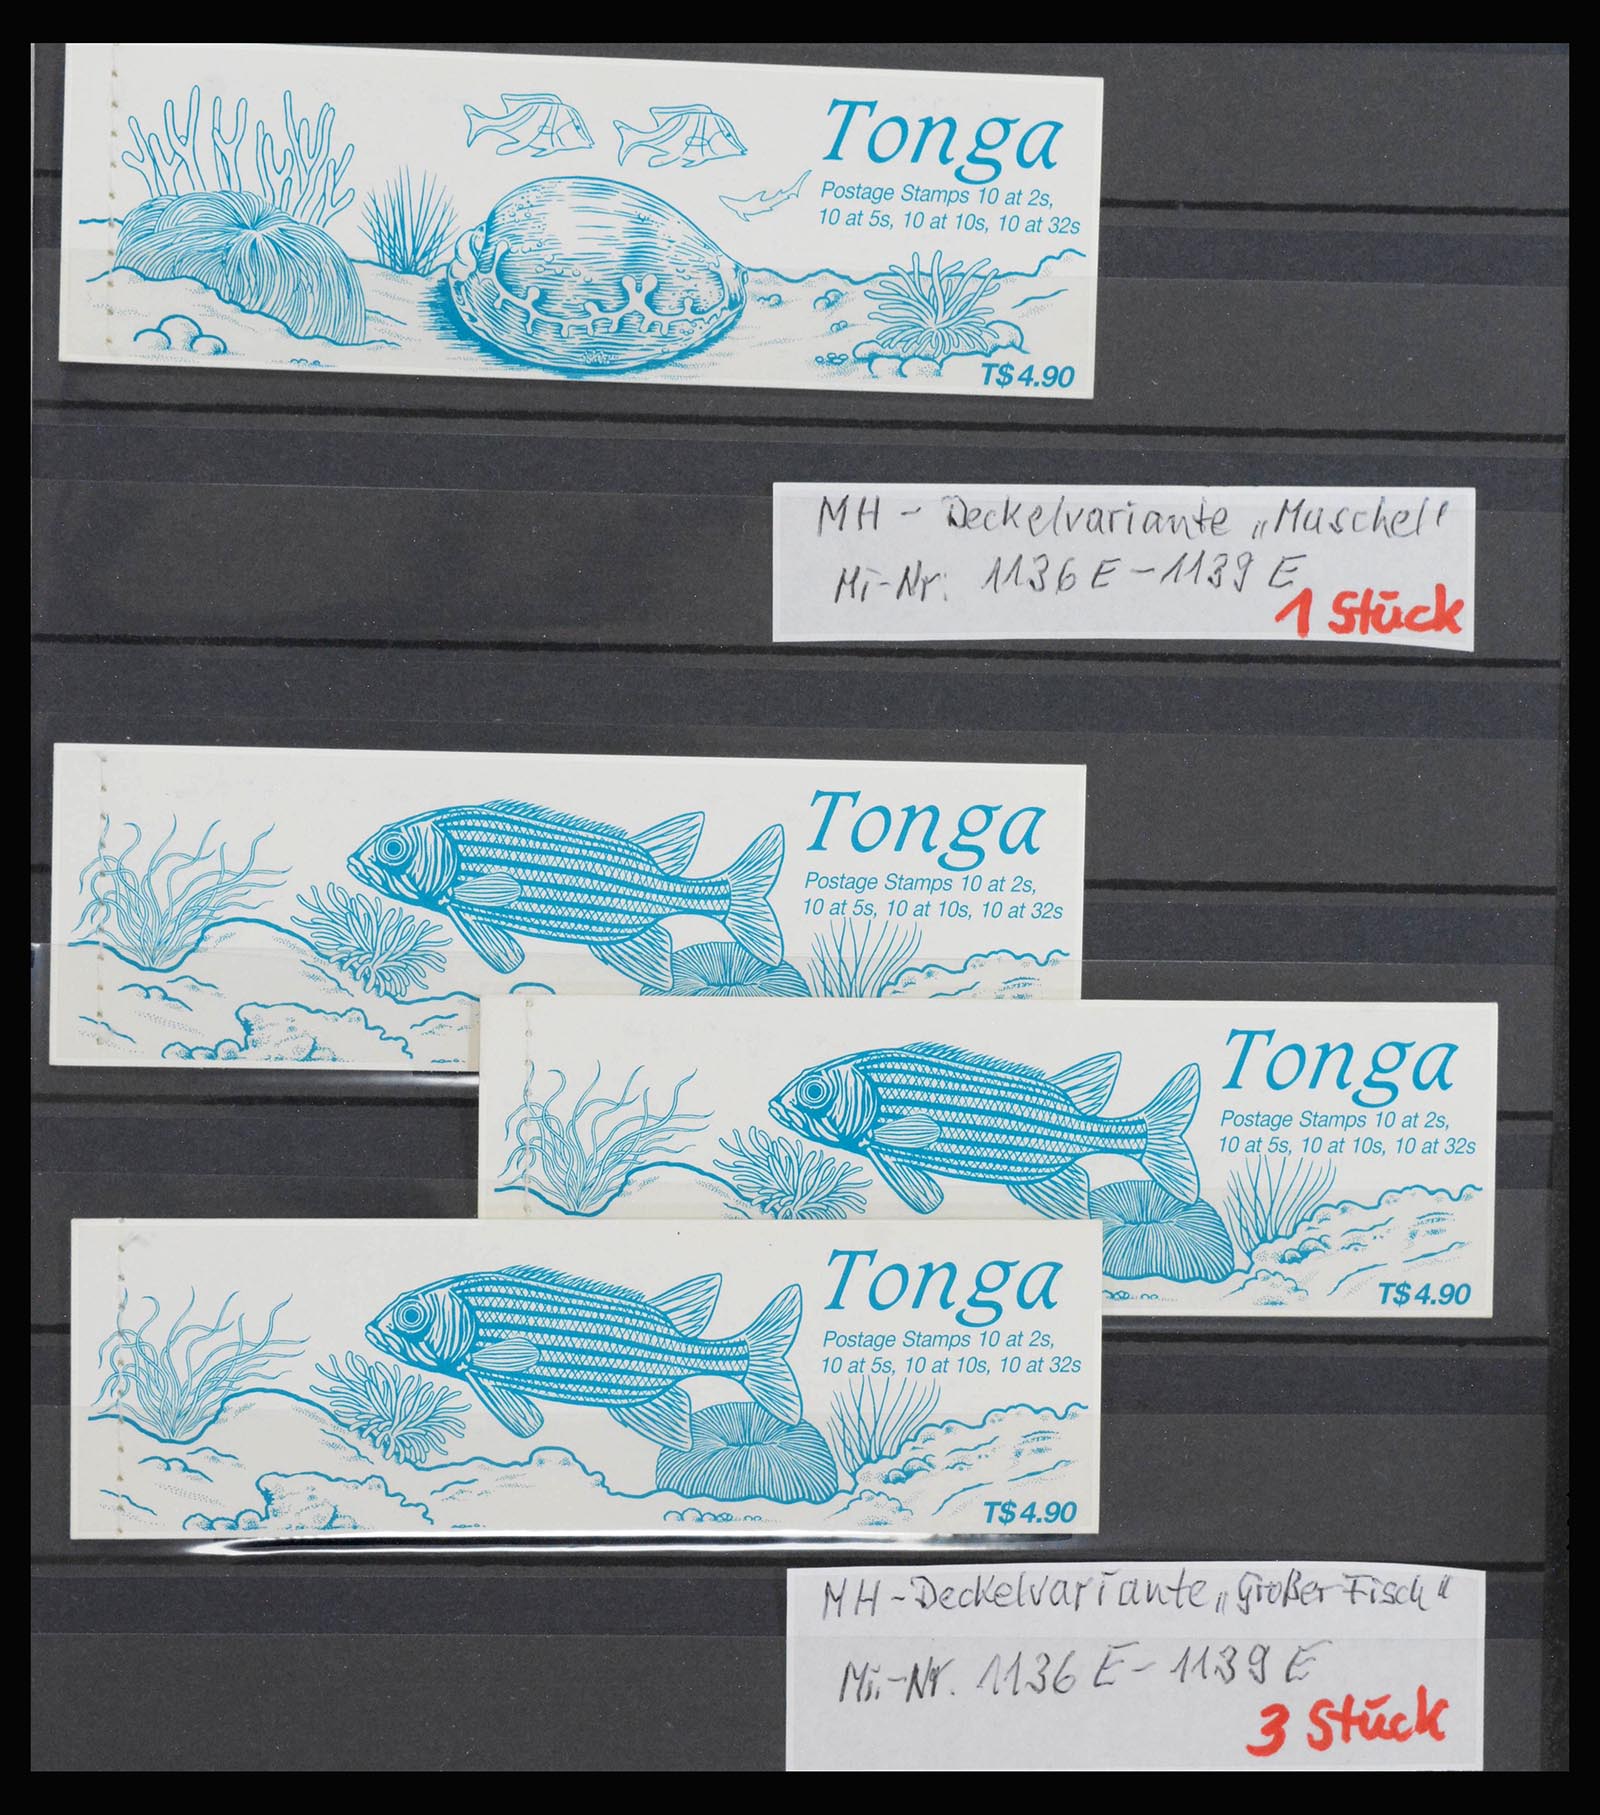 Tonga
Postage Stamps 10 at 2s,
10 at 5s, 10 at 10s, 10 at 32s
T$4.90
MH - Deckelvariante „Muschel"
Mi-Nr. 1136 E - 1139 E
1 Stück
Tonga
Postage Stamps 10 at 2s,
10 at 5s, 10 at 10s, 10 at 32s
Tonga
Postage Stamps 10 at 2s,
10 at 5s, 10 at 10s, 10 at 32s
T$4.90
Tonga
Postage Stamps 10 at 2s,
10 at 5s, 10 at 10s, 10 at 32s
T$4.90
MH - Deckelvariante „Großer Fisch"
Mi.-Nr. 1136 E - 1139 E
3 Stück